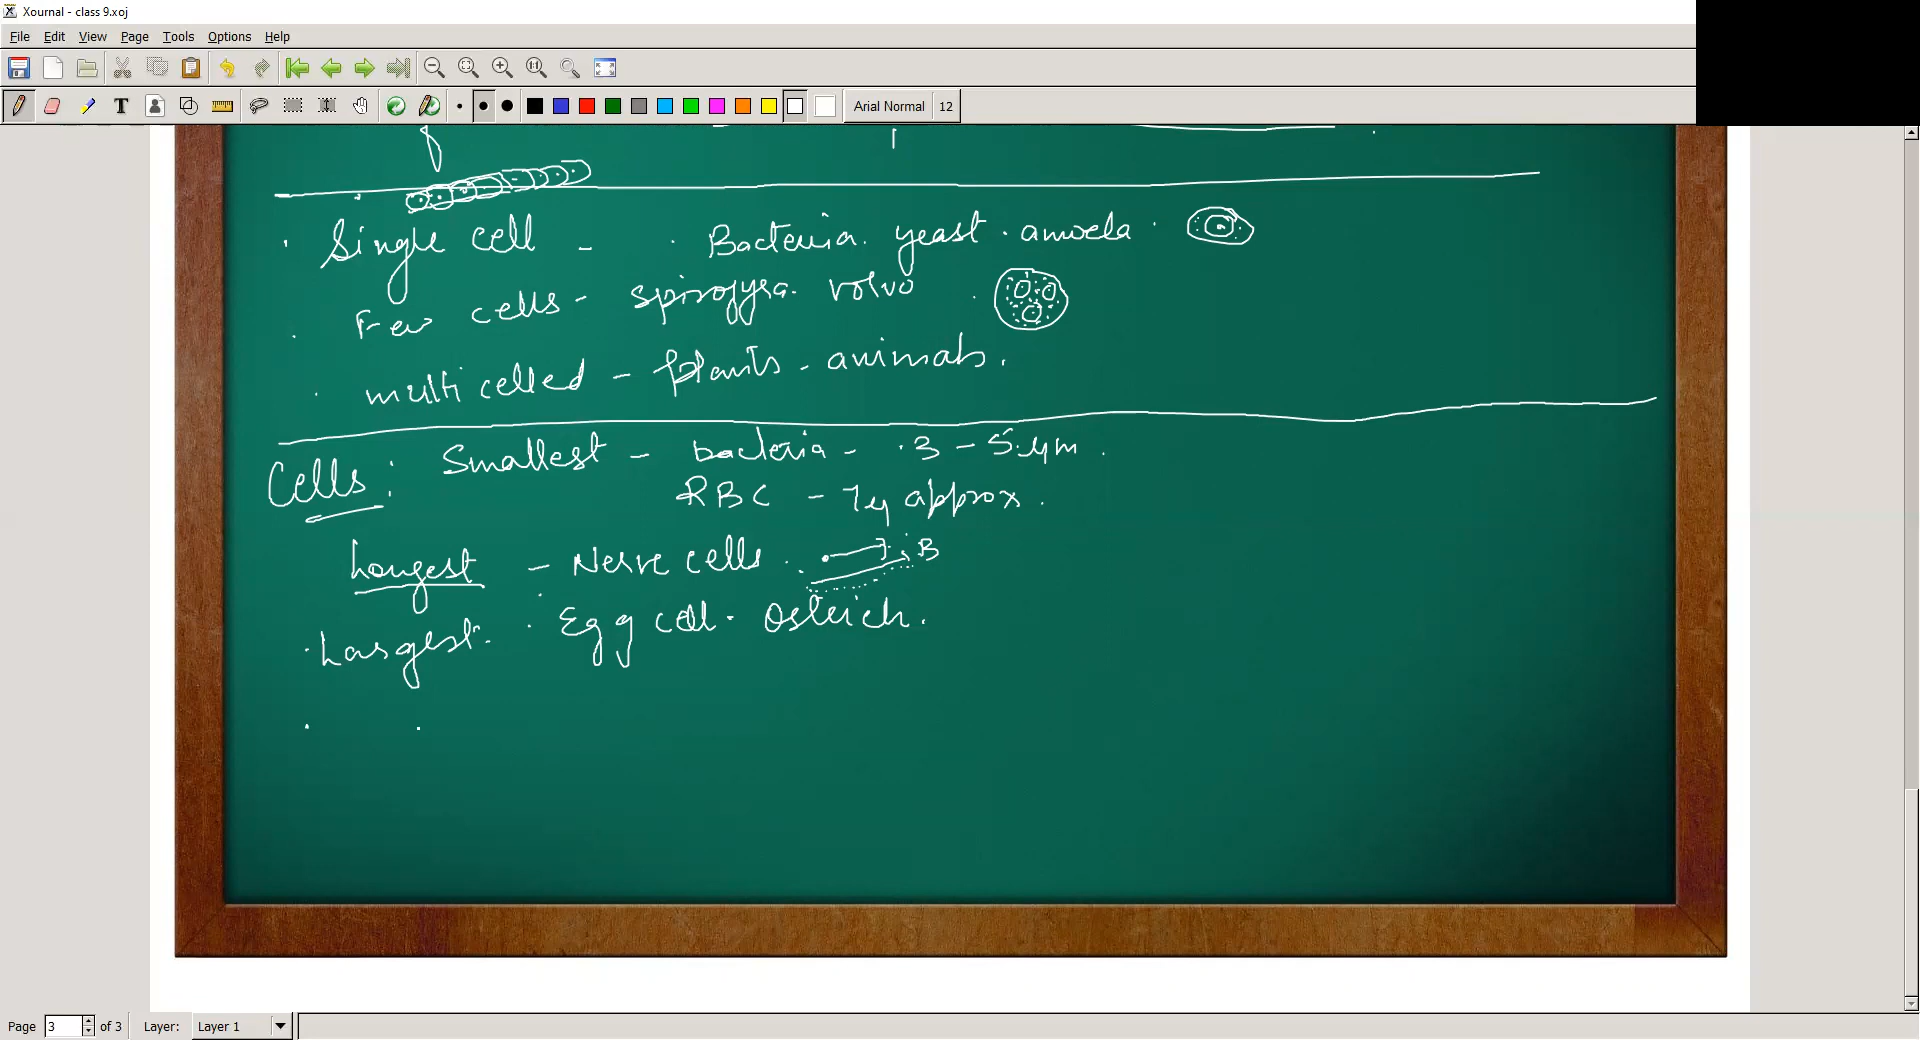 Xournal - class 9.xoj
File Edit View Page Tools Options Help
Arial Normal 12
Single cell - Bacteria. yeast. amoeba.
Few cells - spirogyra. volvo
multi celled - plants - animals.
Cells: Smallest - bacteria - .3 - 5 μm.
RBC - 7μ approx.
Longest - Nerve cells B
Largest. Egg cell. Ostrich.
Page 3 of 3 Layer: Layer 1